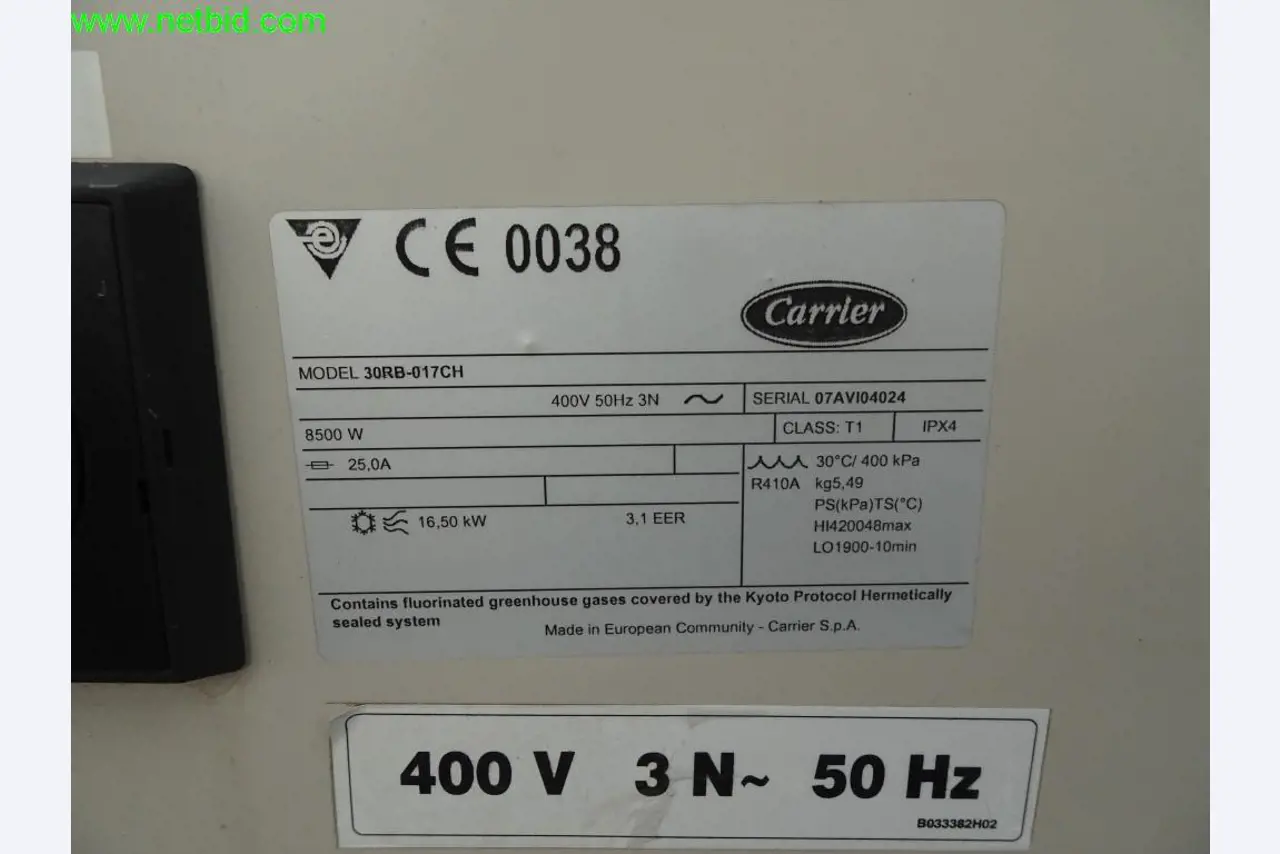 www.netbid.com
e CE 0038
Carrier
MODEL 30RB-017CH
400V 50Hz 3N ~
SERIAL 07AVI04024
8500 W
CLASS: T1
IPX4
25,0A
30°C/ 400 kPa
R410A kg5,49
PS(kPa)TS(°C)
HI420048max
LO1900-10min
16,50 kW 3,1 EER
Contains fluorinated greenhouse gases covered by the Kyoto Protocol Hermetically
sealed system
Made in European Community - Carrier S.p.A.
400 V 3 N~ 50 Hz
B033382H02